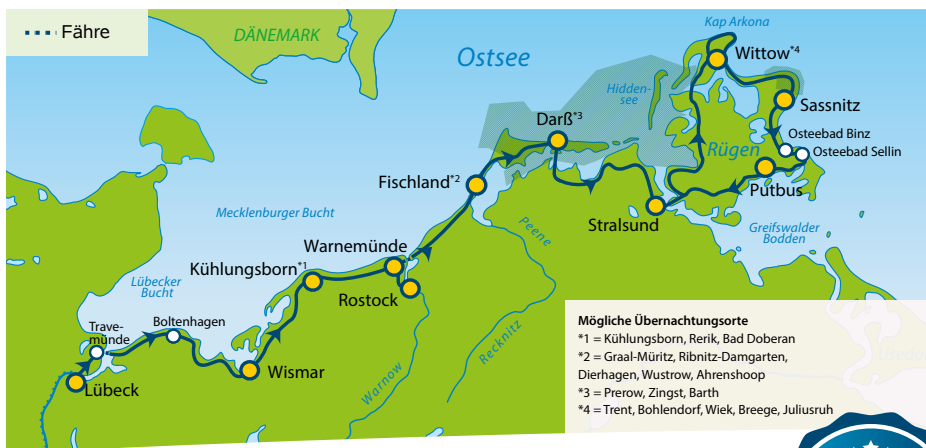 Fähre
DÄNEMARK
Ostsee
Kap Arkona
Wittow*4
Hidden-
see
Sassnitz
Darß*3
Osteebad Binz
Osteebad Sellin
Rügen
Fischland*2
Putbus
Mecklenburger Bucht
Stralsund
Peene
Greifswalder
Bodden
Warnemünde
Kühlungsborn*1
Lübecker
Bucht
Rostock
Boltenhagen
Trave-
münde
Recknitz
Warnow
Wismar
Lübeck
Mögliche Übernachtungsorte
*1 = Kühlungsborn, Rerik, Bad Doberan
*2 = Graal-Müritz, Ribnitz-Damgarten,
Dierhagen, Wustrow, Ahrenshoop
*3 = Prerow, Zingst, Barth
*4 = Trent, Bohlendorf, Wiek, Breege, Juliusruh